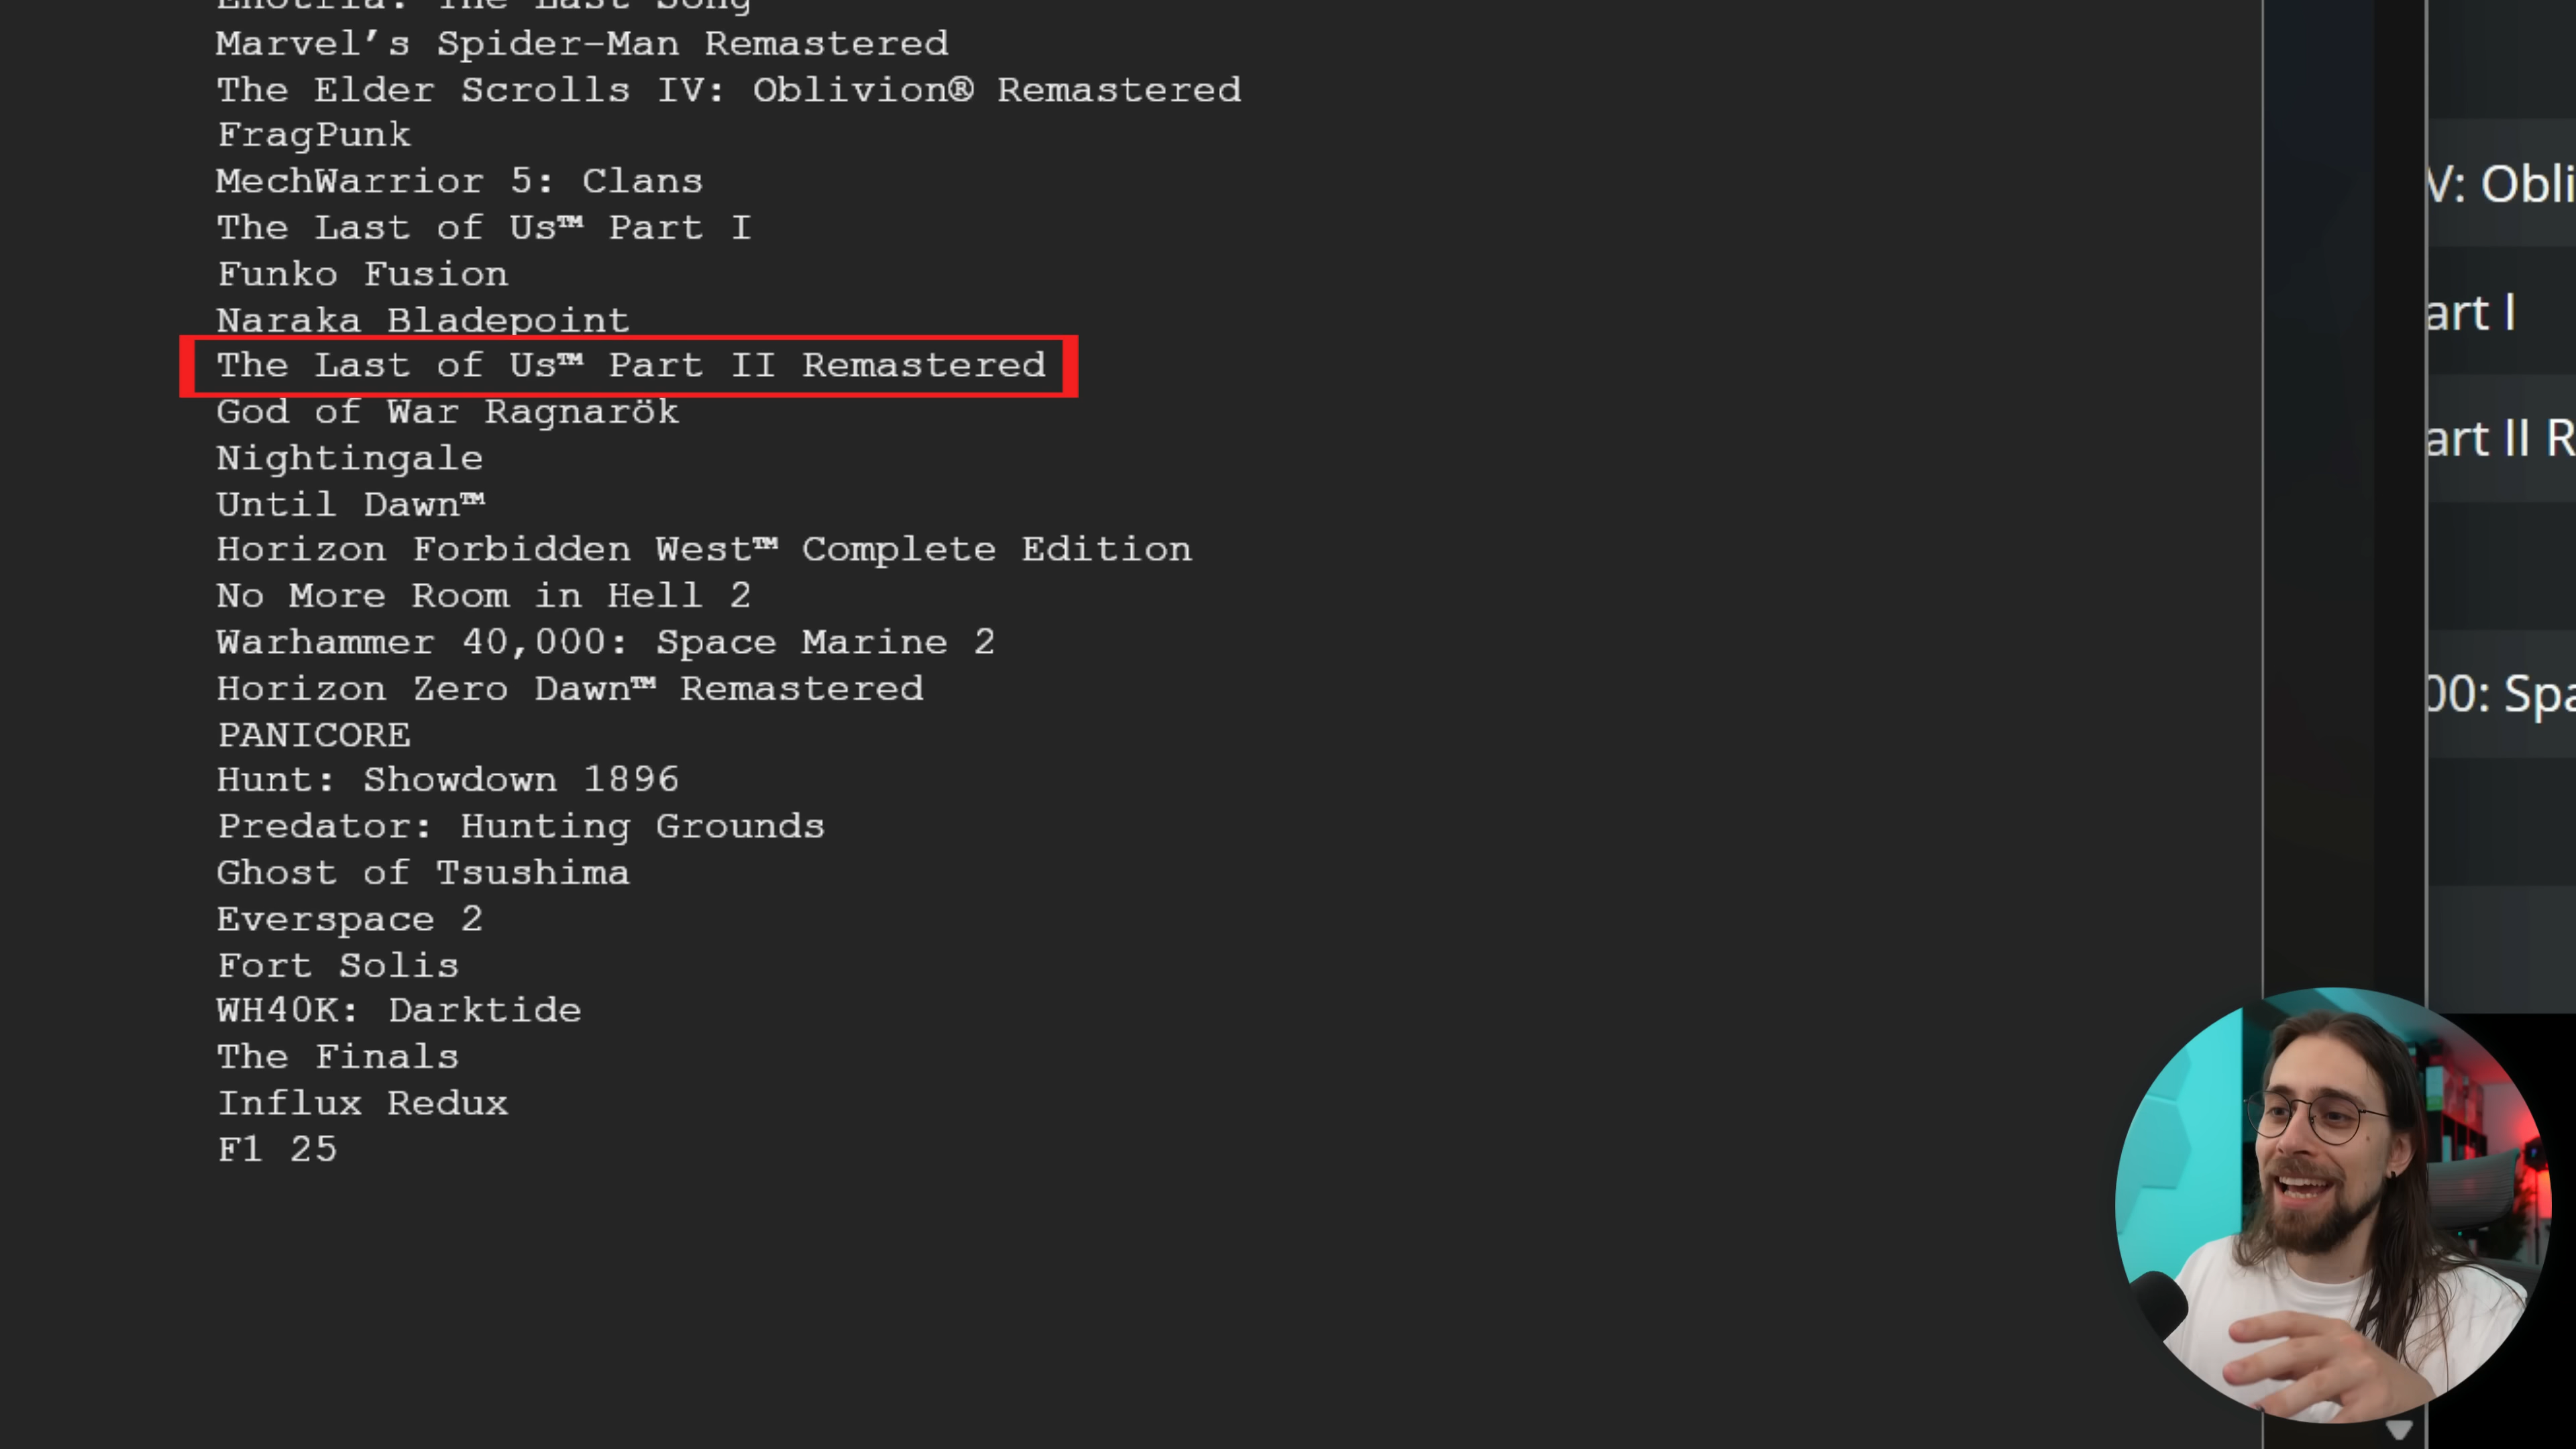 Enotria: The Last Song
Marvel’s Spider-Man Remastered
The Elder Scrolls IV: Oblivion® Remastered
FragPunk
MechWarrior 5: Clans
The Last of Us™ Part I
Funko Fusion
Naraka Bladepoint
The Last of Us™ Part II Remastered
God of War Ragnarök
Nightingale
Until Dawn™
Horizon Forbidden West™ Complete Edition
No More Room in Hell 2
Warhammer 40,000: Space Marine 2
Horizon Zero Dawn™ Remastered
PANICORE
Hunt: Showdown 1896
Predator: Hunting Grounds
Ghost of Tsushima
Everspace 2
Fort Solis
WH40K: Darktide
The Finals
Influx Redux
F1 25
V: Obli
art I
art II R
00: Spa